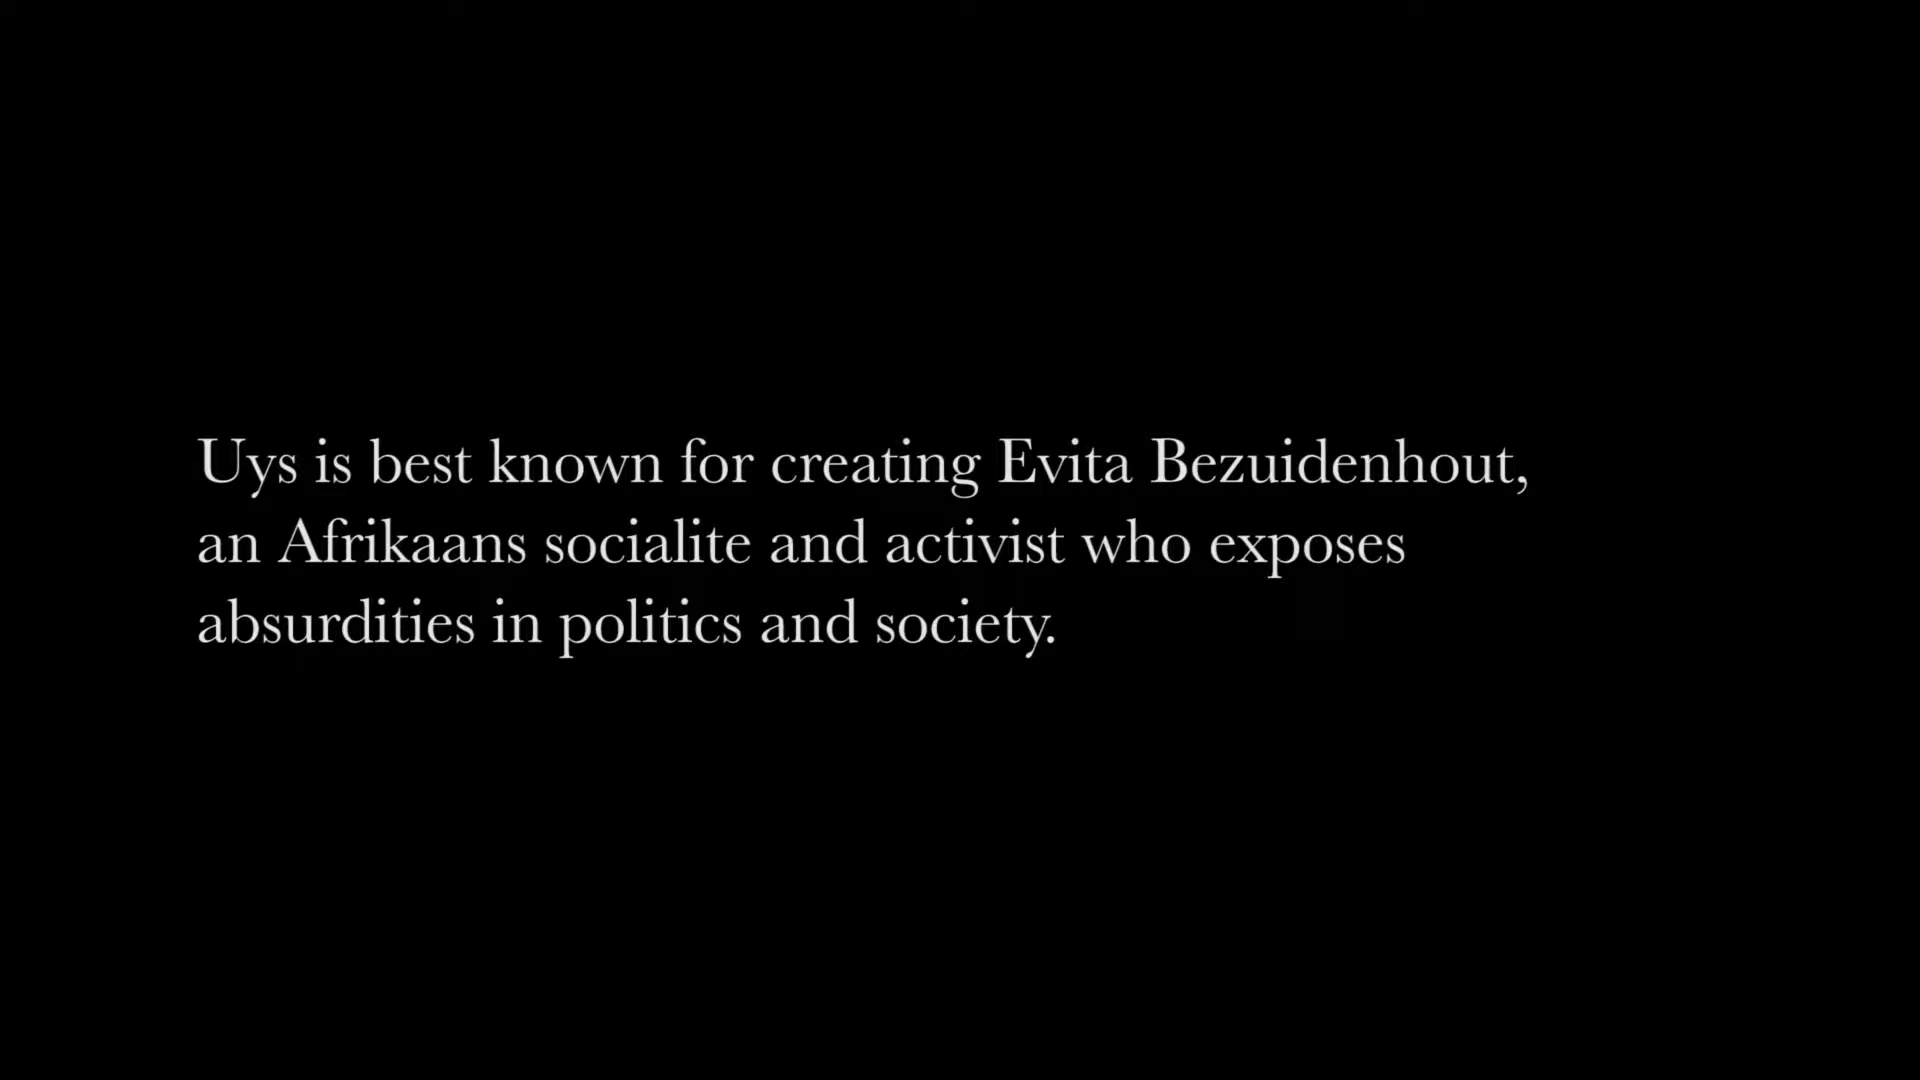 Uys is best known for creating Evita Bezuidenhout,
an Afrikaans socialite and activist who exposes
absurdities in politics and society.